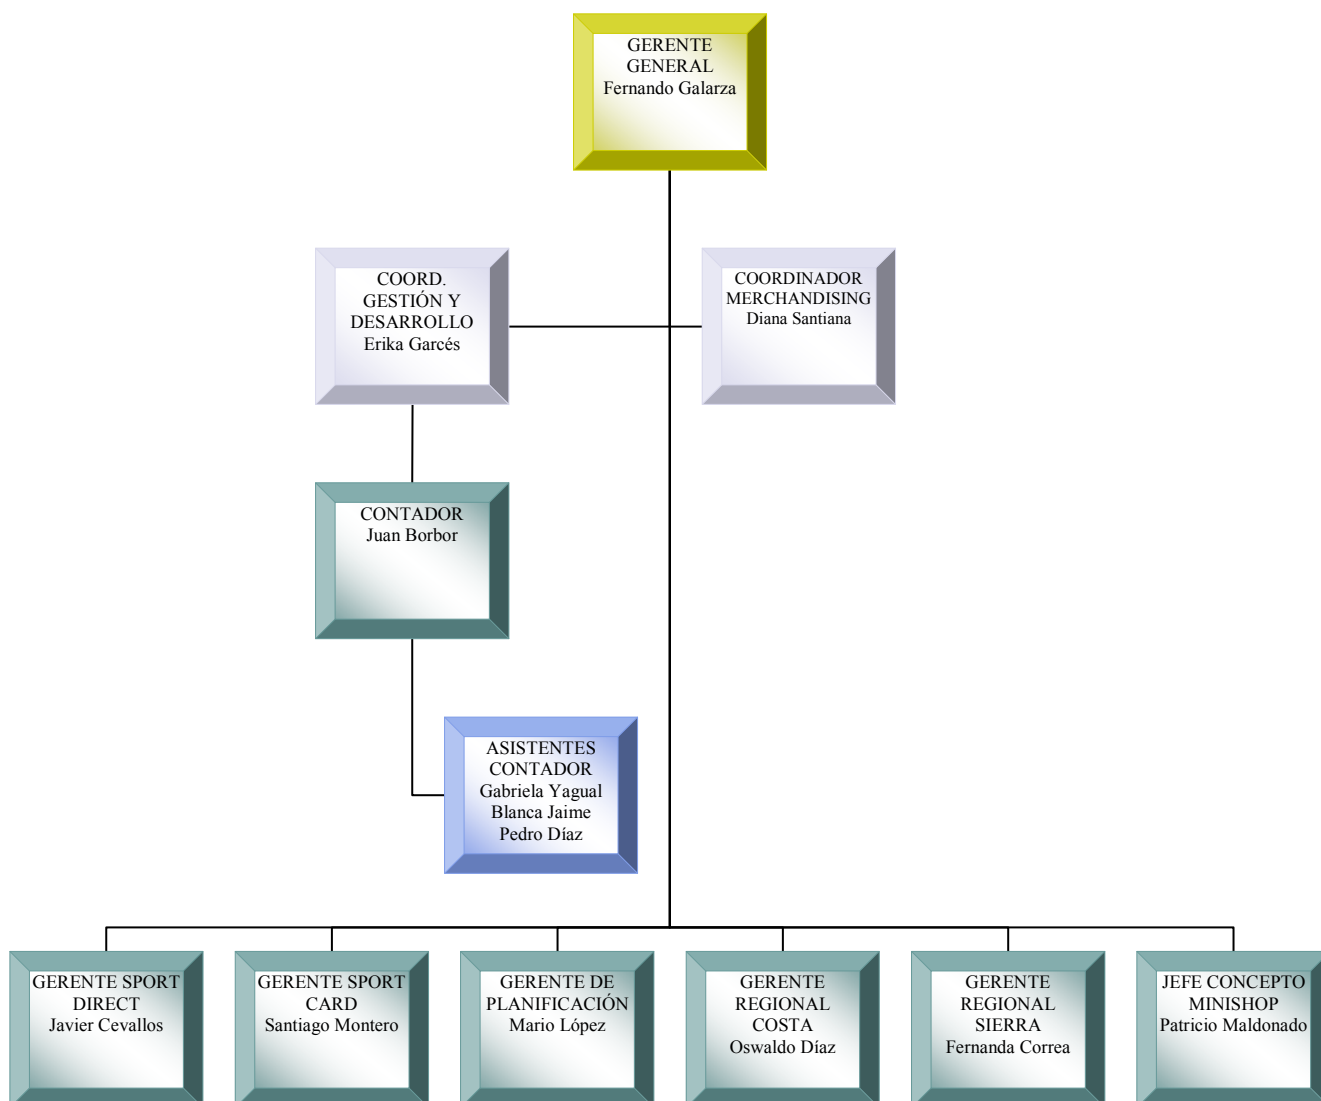 GERENTE
GENERAL
Fernando Galarza
COORD.
GESTIÓN Y
DESARROLLO
Erika Garcés
COORDINADOR
MERCHANDISING
Diana Santiana
CONTADOR
Juan Borbor
ASISTENTES
CONTADOR
Gabriela Yagual
Blanca Jaime
Pedro Díaz
GERENTE SPORT
DIRECT
Javier Cevallos
GERENTE SPORT
CARD
Santiago Montero
GERENTE DE
PLANIFICACIÓN
Mario López
GERENTE
REGIONAL
COSTA
Oswaldo Díaz
GERENTE
REGIONAL
SIERRA
Fernanda Correa
JEFE CONCEPTO
MINISHOP
Patricio Maldonado